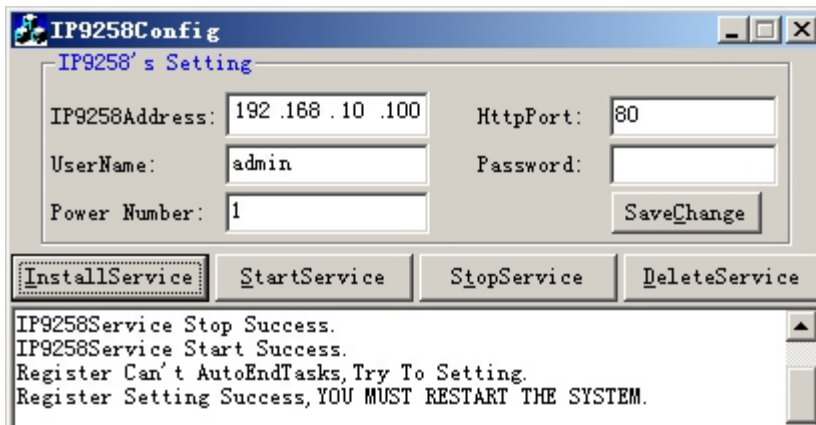 IP9258Config
IP9258's Setting
IP9258Address: 192 .168 . 10 .100 HttpPort: 80
UserName: admin Password:
Power Number: 1 SaveChange
InstallService StartService StopService DeleteService
IP9258Service Stop Success.
IP9258Service Start Success.
Register Can't AutoEndTasks,Try To Setting.
Register Setting Success,YOU MUST RESTART THE SYSTEM.